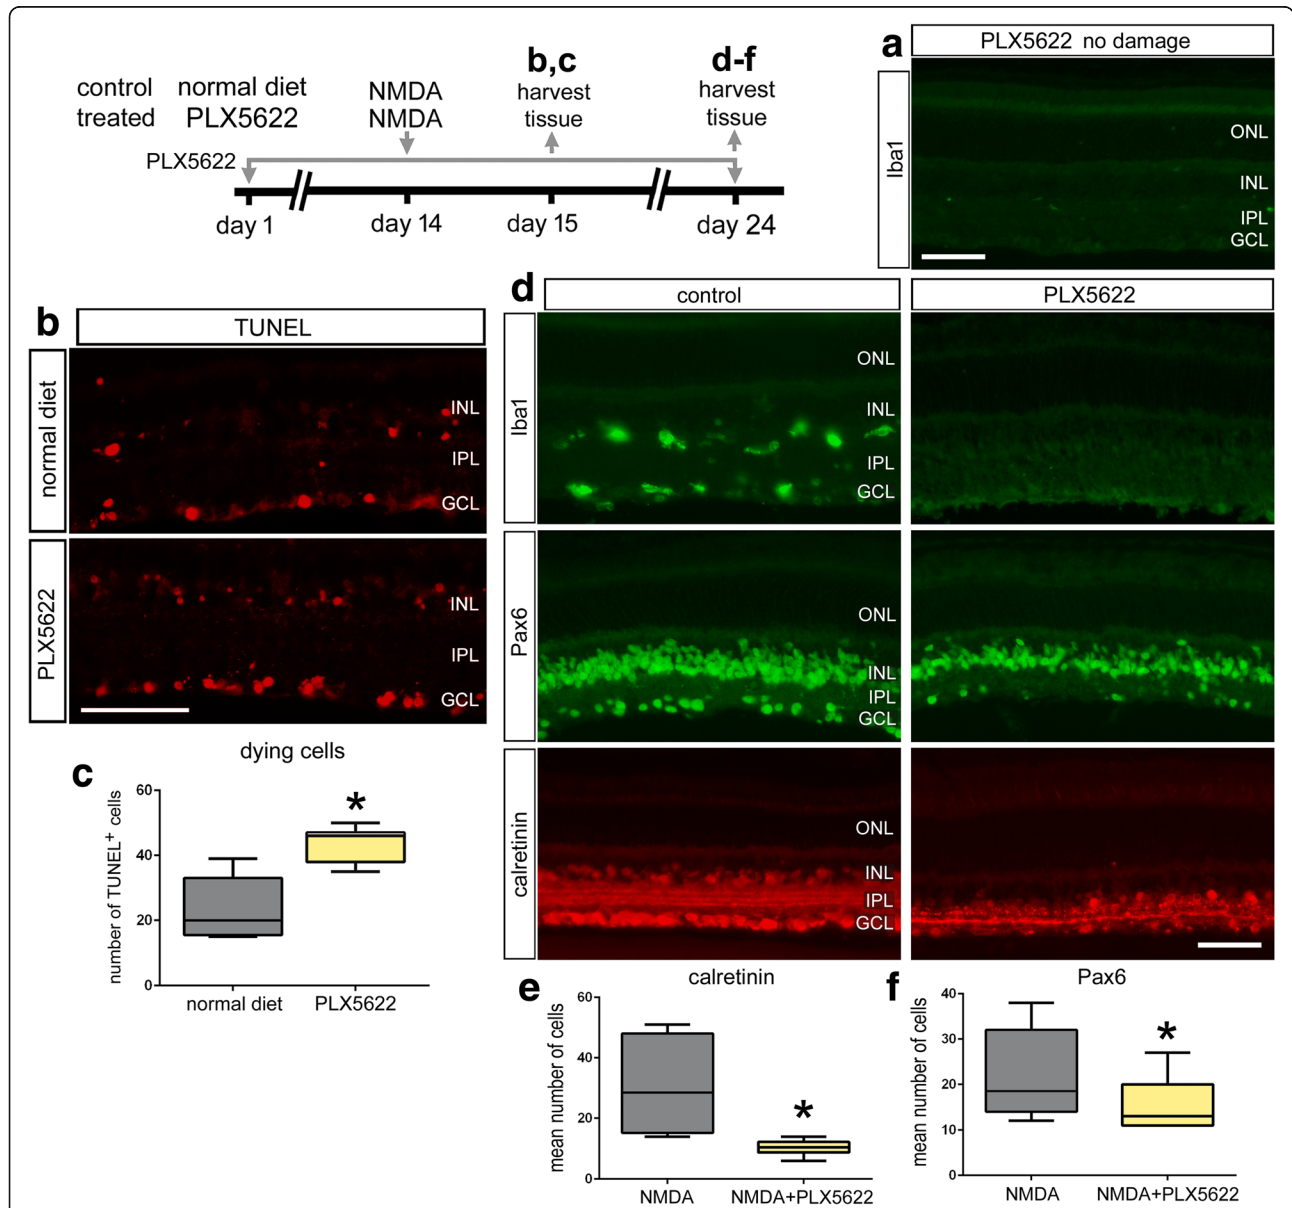 control normal diet NMDA
treated PLX5622 NMDA
b,c
harvest
tissue
d-f
harvest
tissue
PLX5622
day 1
day 14
day 15
day 24
a
PLX5622 no damage
Iba1
ONL
INL
IPL
GCL
b
TUNEL
normal diet
INL
IPL
GCL
PLX5622
INL
IPL
GCL
c
dying cells
number of TUNEL+ cells
60
40
20
0
*
normal diet
PLX5622
d
control
PLX5622
Iba1
ONL
INL
IPL
GCL
Pax6
ONL
INL
IPL
GCL
calretinin
ONL
INL
IPL
GCL
e
calretinin
mean number of cells
60
40
20
0
*
NMDA
NMDA+PLX5622
f
Pax6
mean number of cells
40
30
20
10
0
*
NMDA
NMDA+PLX5622